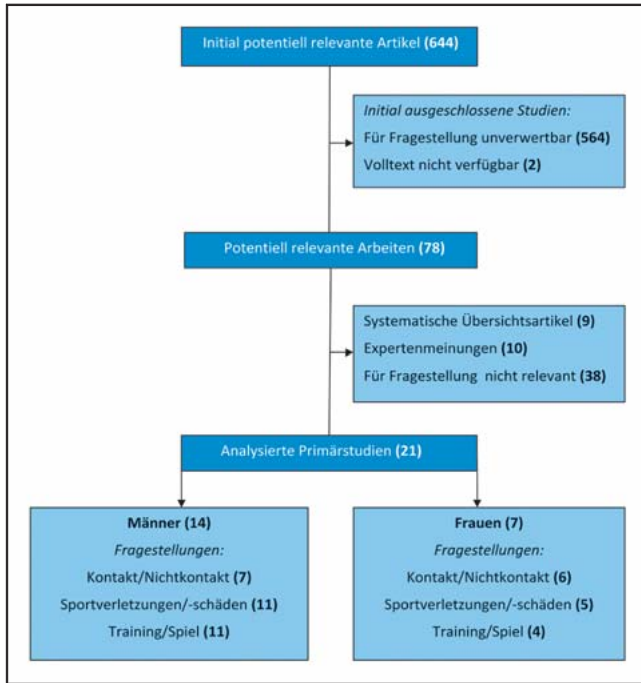 Initial potentiell relevante Artikel (644)
Initial ausgeschlossene Studien:
Für Fragestellung unverwertbar (564)
Volltext nicht verfügbar (2)
Potentiell relevante Arbeiten (78)
Systematische Übersichtsartikel (9)
Expertenmeinungen (10)
Für Fragestellung nicht relevant (38)
Analysierte Primärstudien (21)
Männer (14)
Fragestellungen:
Kontakt/Nichtkontakt (7)
Sportverletzungen/-schäden (11)
Training/Spiel (11)
Frauen (7)
Fragestellungen:
Kontakt/Nichtkontakt (6)
Sportverletzungen/-schäden (5)
Training/Spiel (4)